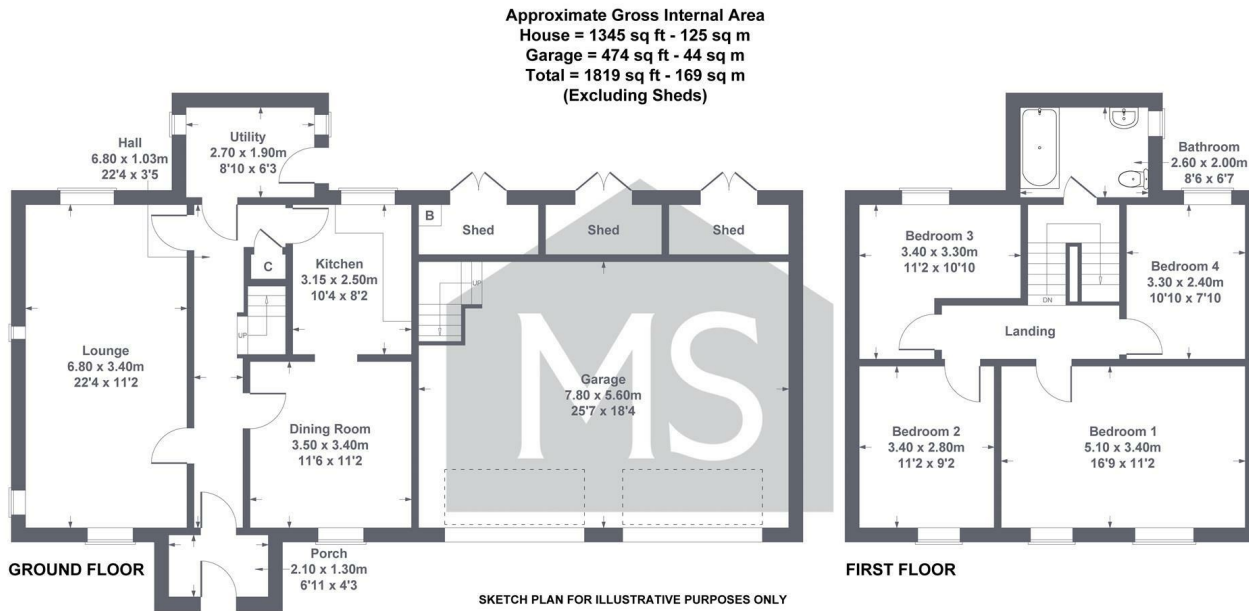 Approximate Gross Internal Area
House = 1345 sq ft - 125 sq m
Garage = 474 sq ft - 44 sq m
Total = 1819 sq ft - 169 sq m
(Excluding Sheds)
Hall
6.80 x 1.03m
22'4 x 3'5
Utility
2.70 x 1.90m
8'10 x 6'3
B
Shed
Shed
Shed
C
Kitchen
3.15 x 2.50m
10'4 x 8'2
UP
UP
Lounge
6.80 x 3.40m
22'4 x 11'2
Dining Room
3.50 x 3.40m
11'6 x 11'2
MS
Garage
7.80 x 5.60m
25'7 x 18'4
Porch
2.10 x 1.30m
6'11 x 4'3
GROUND FLOOR
Bathroom
2.60 x 2.00m
8'6 x 6'7
Bedroom 3
3.40 x 3.30m
11'2 x 10'10
Bedroom 4
3.30 x 2.40m
10'10 x 7'10
DN
Landing
Bedroom 2
3.40 x 2.80m
11'2 x 9'2
Bedroom 1
5.10 x 3.40m
16'9 x 11'2
FIRST FLOOR
SKETCH PLAN FOR ILLUSTRATIVE PURPOSES ONLY